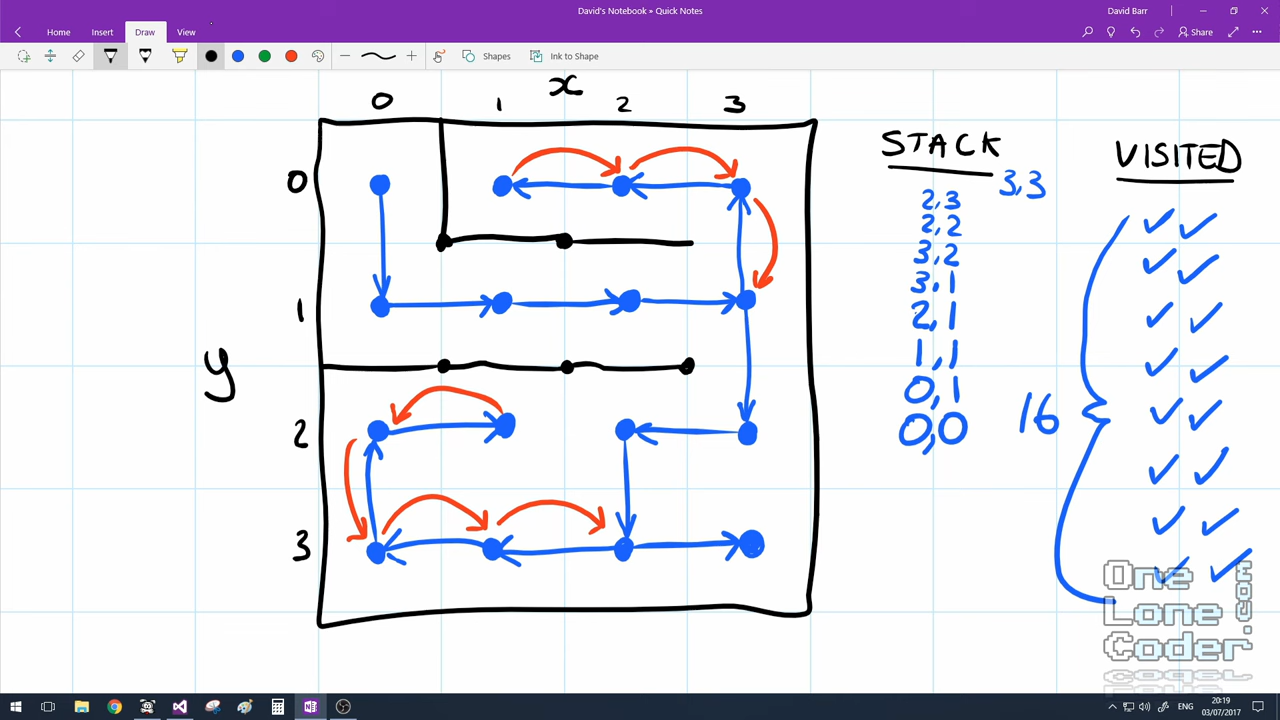 David's Notebook » Quick Notes
David Barr
Home Insert Draw View
Share
Shapes
Ink to Shape
x
0 1 2 3
0
1
y
2
3
STACK
3,3
2,3
2,2
3,2
3,1
2,1
1,1
0,1
0,0
16
VISITED
One
Lone
Coder
.com
ENG
20:19
03/07/2017